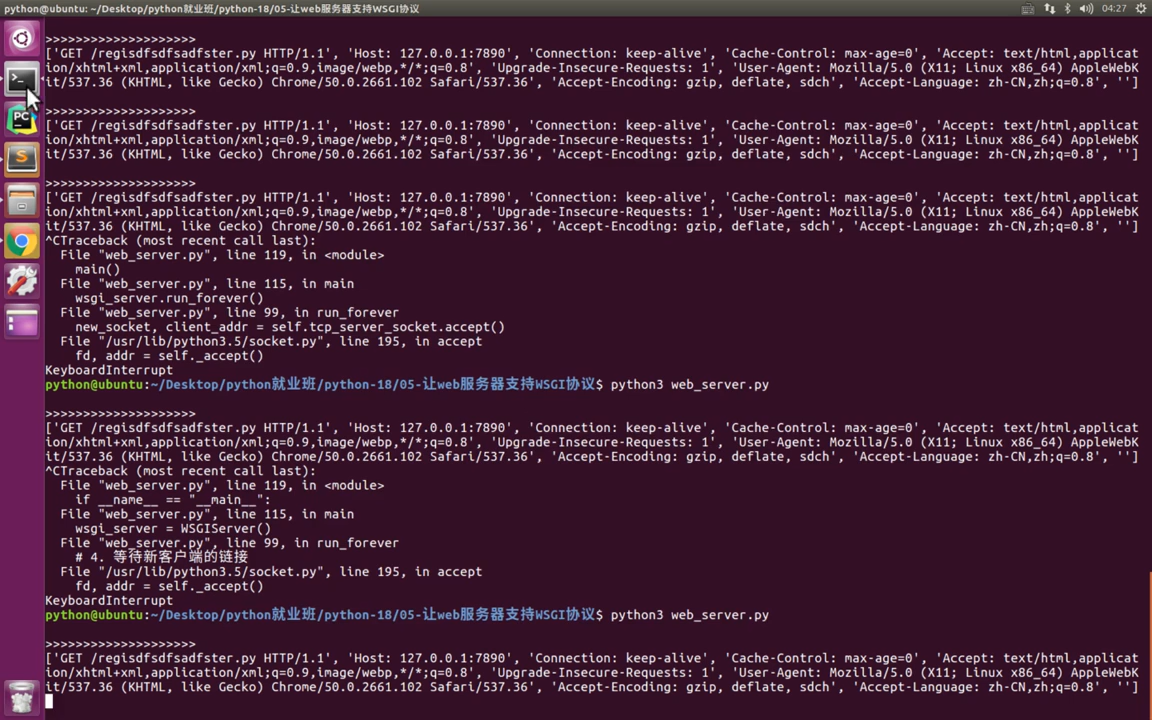 python@ubuntu: ~/Desktop/python就业班/python-18/05-让web服务器支持WSGI协议
04:27
>>>>>>>>>>>>>>>>>>>>
['GET /regisdfsdfsadfster.py HTTP/1.1', 'Host: 127.0.0.1:7890', 'Connection: keep-alive', 'Cache-Control: max-age=0', 'Accept: text/html,applicat
ion/xhtml+xml,application/xml;q=0.9,image/webp,*/*;q=0.8', 'Upgrade-Insecure-Requests: 1', 'User-Agent: Mozilla/5.0 (X11; Linux x86_64) AppleWebK
it/537.36 (KHTML, like Gecko) Chrome/50.0.2661.102 Safari/537.36', 'Accept-Encoding: gzip, deflate, sdch', 'Accept-Language: zh-CN,zh;q=0.8', '']
>>>>>>>>>>>>>>>>>>>>
['GET /regisdfsdfsadfster.py HTTP/1.1', 'Host: 127.0.0.1:7890', 'Connection: keep-alive', 'Cache-Control: max-age=0', 'Accept: text/html,applicat
ion/xhtml+xml,application/xml;q=0.9,image/webp,*/*;q=0.8', 'Upgrade-Insecure-Requests: 1', 'User-Agent: Mozilla/5.0 (X11; Linux x86_64) AppleWebK
it/537.36 (KHTML, like Gecko) Chrome/50.0.2661.102 Safari/537.36', 'Accept-Encoding: gzip, deflate, sdch', 'Accept-Language: zh-CN,zh;q=0.8', '']
>>>>>>>>>>>>>>>>>>>>
['GET /regisdfsdfsadfster.py HTTP/1.1', 'Host: 127.0.0.1:7890', 'Connection: keep-alive', 'Cache-Control: max-age=0', 'Accept: text/html,applicat
ion/xhtml+xml,application/xml;q=0.9,image/webp,*/*;q=0.8', 'Upgrade-Insecure-Requests: 1', 'User-Agent: Mozilla/5.0 (X11; Linux x86_64) AppleWebK
it/537.36 (KHTML, like Gecko) Chrome/50.0.2661.102 Safari/537.36', 'Accept-Encoding: gzip, deflate, sdch', 'Accept-Language: zh-CN,zh;q=0.8', '']
^CTraceback (most recent call last):
File "web_server.py", line 119, in <module>
main()
File "web_server.py", line 115, in main
wsgi_server.run_forever()
File "web_server.py", line 99, in run_forever
new_socket, client_addr = self.tcp_server_socket.accept()
File "/usr/lib/python3.5/socket.py", line 195, in accept
fd, addr = self._accept()
KeyboardInterrupt
python@ubuntu:~/Desktop/python就业班/python-18/05-让web服务器支持WSGI协议$ python3 web_server.py
>>>>>>>>>>>>>>>>>>>>
['GET /regisdfsdfsadfster.py HTTP/1.1', 'Host: 127.0.0.1:7890', 'Connection: keep-alive', 'Cache-Control: max-age=0', 'Accept: text/html,applicat
ion/xhtml+xml,application/xml;q=0.9,image/webp,*/*;q=0.8', 'Upgrade-Insecure-Requests: 1', 'User-Agent: Mozilla/5.0 (X11; Linux x86_64) AppleWebK
it/537.36 (KHTML, like Gecko) Chrome/50.0.2661.102 Safari/537.36', 'Accept-Encoding: gzip, deflate, sdch', 'Accept-Language: zh-CN,zh;q=0.8', '']
^CTraceback (most recent call last):
File "web_server.py", line 119, in <module>
if __name__ == "__main__":
File "web_server.py", line 115, in main
wsgi_server = WSGIServer()
File "web_server.py", line 99, in run_forever
# 4. 等待新客户端的链接
File "/usr/lib/python3.5/socket.py", line 195, in accept
fd, addr = self._accept()
KeyboardInterrupt
python@ubuntu:~/Desktop/python就业班/python-18/05-让web服务器支持WSGI协议$ python3 web_server.py
>>>>>>>>>>>>>>>>>>>>
['GET /regisdfsdfsadfster.py HTTP/1.1', 'Host: 127.0.0.1:7890', 'Connection: keep-alive', 'Cache-Control: max-age=0', 'Accept: text/html,applicat
ion/xhtml+xml,application/xml;q=0.9,image/webp,*/*;q=0.8', 'Upgrade-Insecure-Requests: 1', 'User-Agent: Mozilla/5.0 (X11; Linux x86_64) AppleWebK
it/537.36 (KHTML, like Gecko) Chrome/50.0.2661.102 Safari/537.36', 'Accept-Encoding: gzip, deflate, sdch', 'Accept-Language: zh-CN,zh;q=0.8', '']